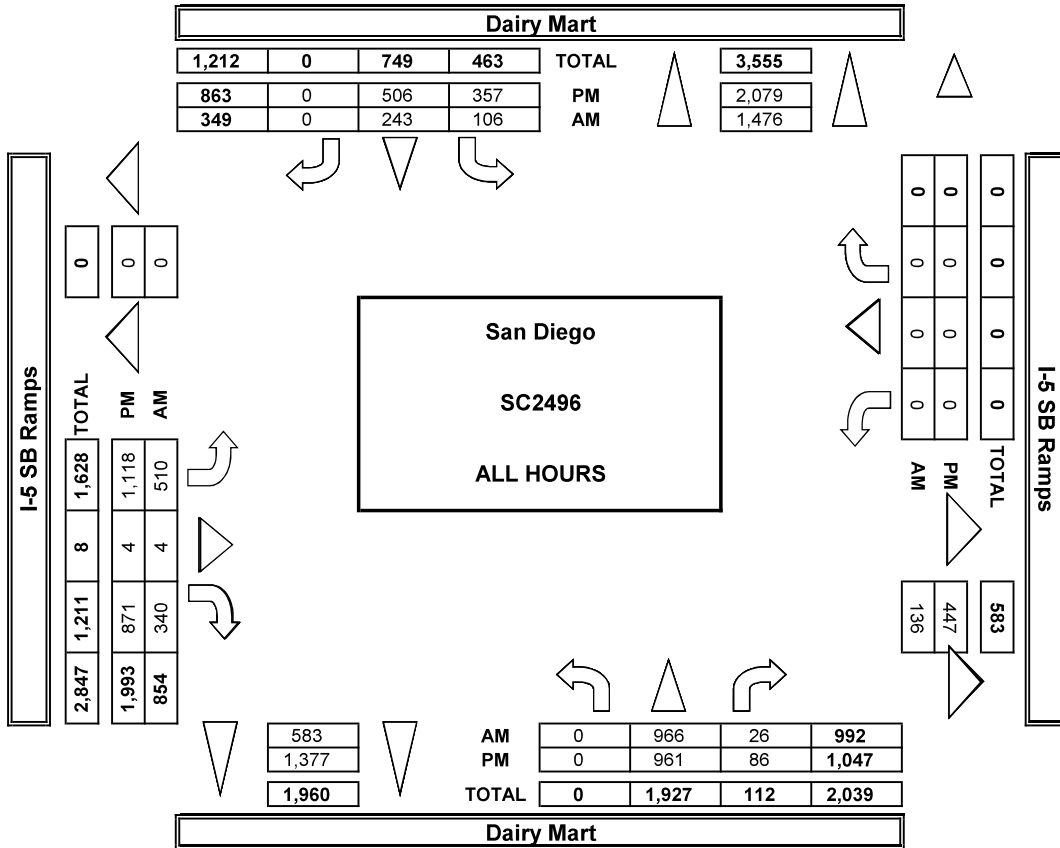 Dairy Mart
1,212 0 749 463 TOTAL 3,555
863 0 506 357 PM 2,079
349 0 243 106 AM 1,476
I-5 SB Ramps
0 0 0
TOTAL PM AM
1,628 1,118 510
8 4 4
1,211 871 340
2,847 1,993 854
San Diego
SC2496
ALL HOURS
0 0 0
0 0 0
0 0 0
0 0 0
AM PM TOTAL
136 447 583
I-5 SB Ramps
583 AM 0 966 26 992
1,377 PM 0 961 86 1,047
1,960 TOTAL 0 1,927 112 2,039
Dairy Mart